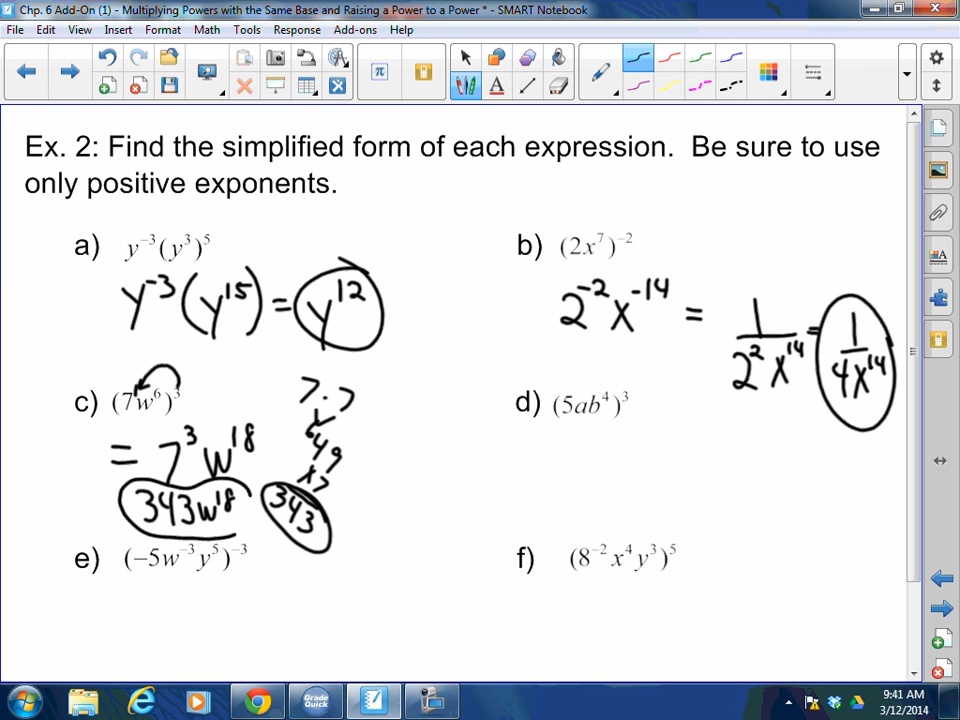 Chp. 6 Add-On (1) - Multiplying Powers with the Same Base and Raising a Power to a Power * - SMART Notebook
File Edit View Insert Format Math Tools Response Add-ons Help
Ex. 2: Find the simplified form of each expression. Be sure to use
only positive exponents.
a) y⁻³(y³)⁵
y⁻³(y¹⁵) = y¹²
b) (2x⁷)⁻²
2⁻²x⁻¹⁴ = 1/(2²x¹⁴) = 1/(4x¹⁴)
c) (7w⁶)³
= 7³w¹⁸
343w¹⁸
7·7
49
x7
343
d) (5ab⁴)³
e) (−5w⁻³y⁵)⁻³
f) (8⁻²x⁴y³)⁵
Grade
Quick
9:41 AM
3/12/2014